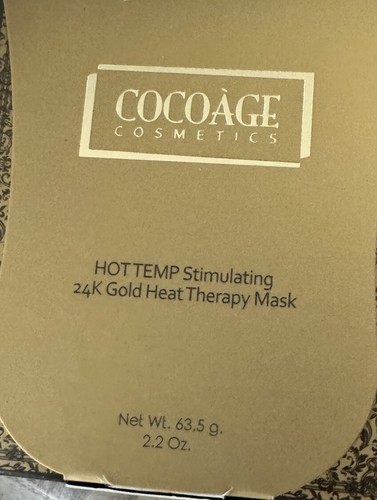 COCOÀGE
COSMETICS
HOT TEMP Stimulating
24K Gold Heat Therapy Mask
Net Wt. 63.5 g.
2.2 Oz.